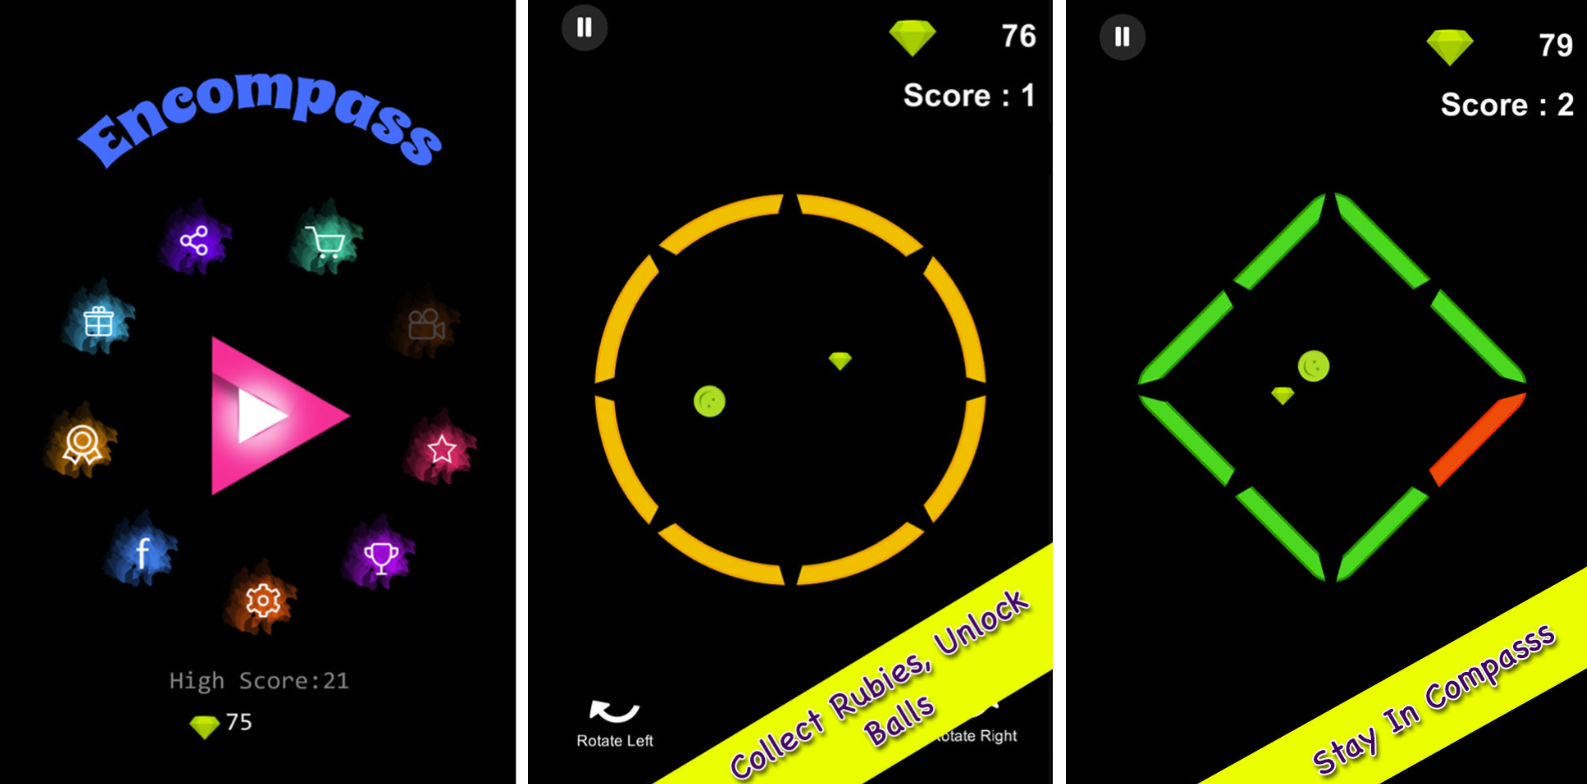 Encompass
f
High Score:21
75
76
Score : 1
Rotate Left
Rotate Right
Collect Rubies, Unlock
Balls
79
Score : 2
Stay In Compasss